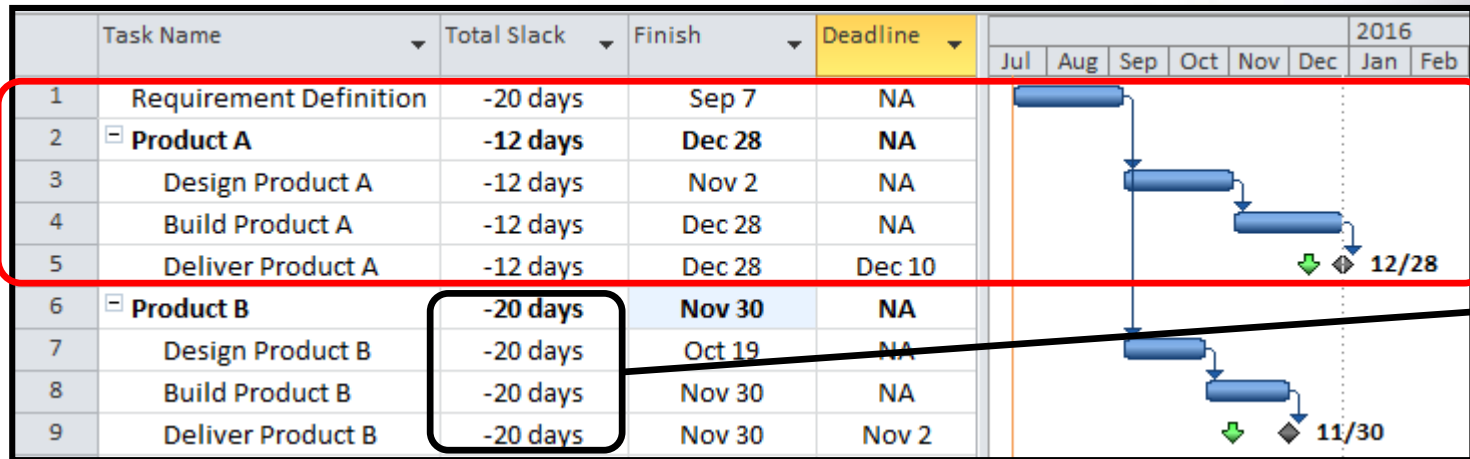 Task Name Total Slack Finish Deadline 2016
Jul Aug Sep Oct Nov Dec Jan Feb
1 Requirement Definition -20 days Sep 7 NA
2 Product A -12 days Dec 28 NA
3 Design Product A -12 days Nov 2 NA
4 Build Product A -12 days Dec 28 NA
5 Deliver Product A -12 days Dec 28 Dec 10 12/28
6 Product B -20 days Nov 30 NA
7 Design Product B -20 days Oct 19 NA
8 Build Product B -20 days Nov 30 NA
9 Deliver Product B -20 days Nov 30 Nov 2 11/30